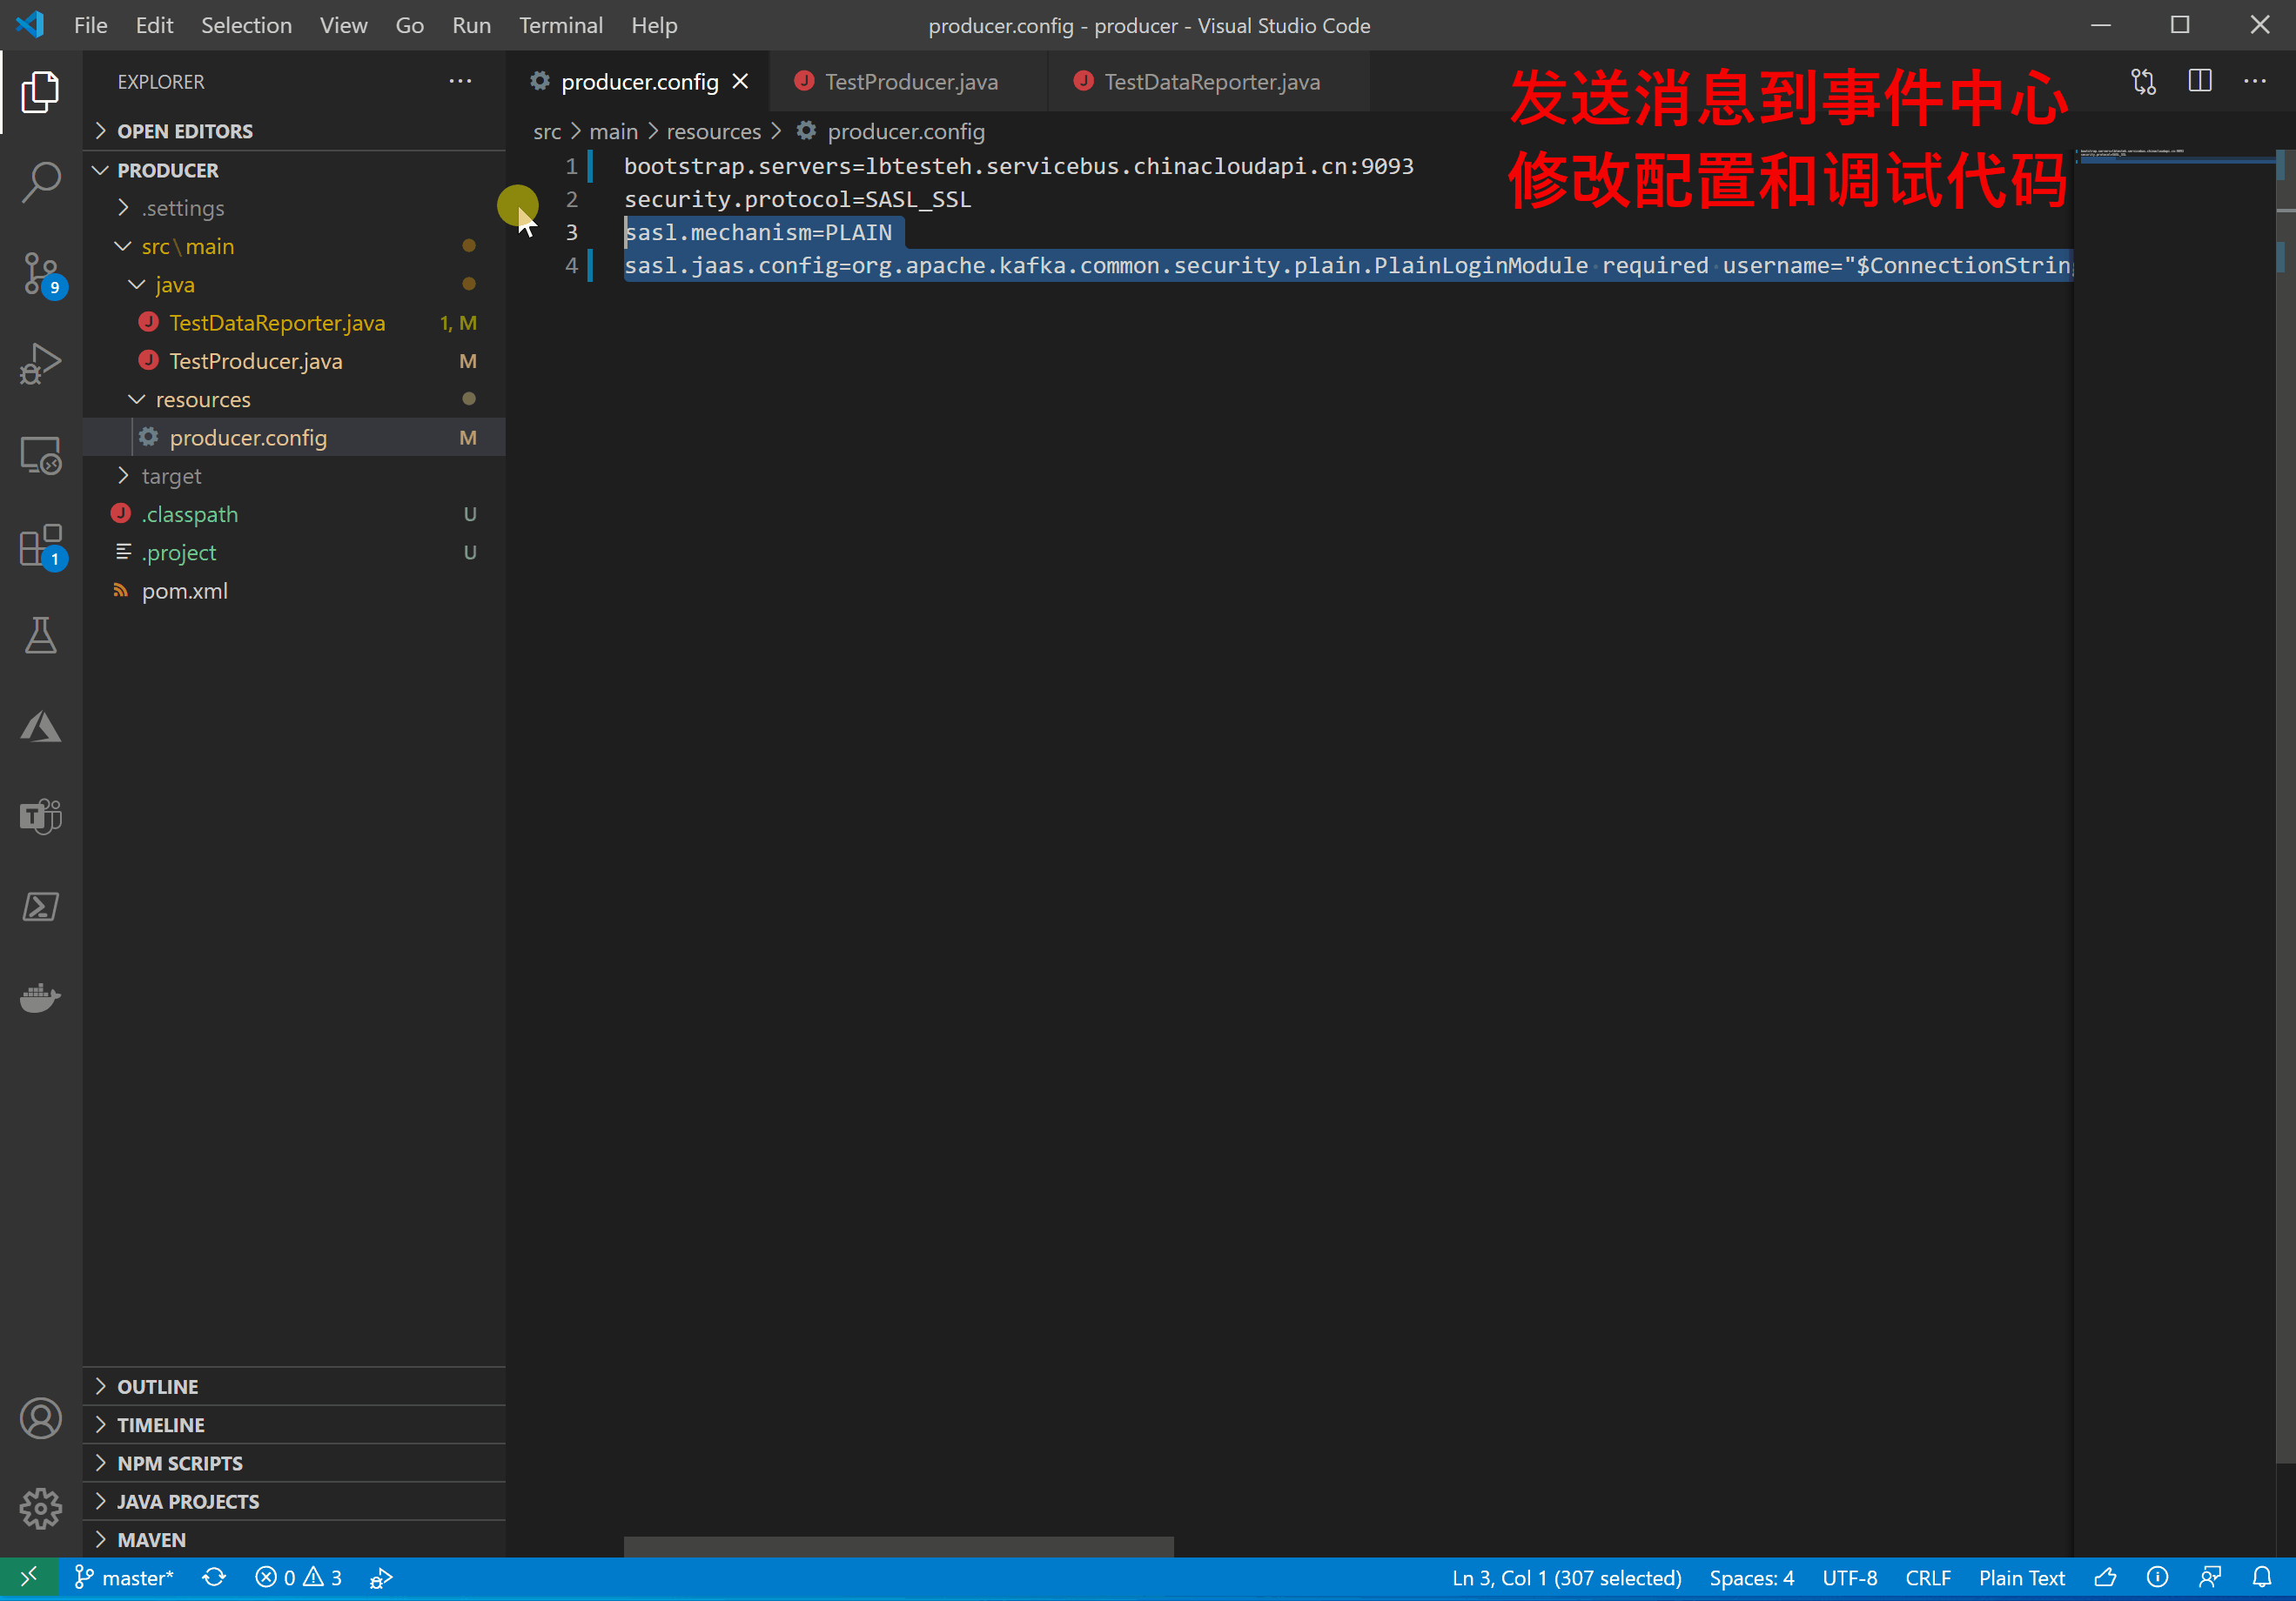 File Edit Selection View Go Run Terminal Help
producer.config - producer - Visual Studio Code
EXPLORER
OPEN EDITORS
PRODUCER
.settings
src\main
java
TestDataReporter.java 1, M
TestProducer.java M
resources
producer.config M
target
.classpath U
.project U
pom.xml
OUTLINE
TIMELINE
NPM SCRIPTS
JAVA PROJECTS
MAVEN
9
1
producer.config TestProducer.java TestDataReporter.java
src > main > resources > producer.config
1 bootstrap.servers=lbtesteh.servicebus.chinacloudapi.cn:9093
2 security.protocol=SASL_SSL
3 sasl.mechanism=PLAIN
4 sasl.jaas.config=org.apache.kafka.common.security.plain.PlainLoginModule required username="$ConnectionString
发送消息到事件中心
修改配置和调试代码
master* 0 3 Ln 3, Col 1 (307 selected) Spaces: 4 UTF-8 CRLF Plain Text